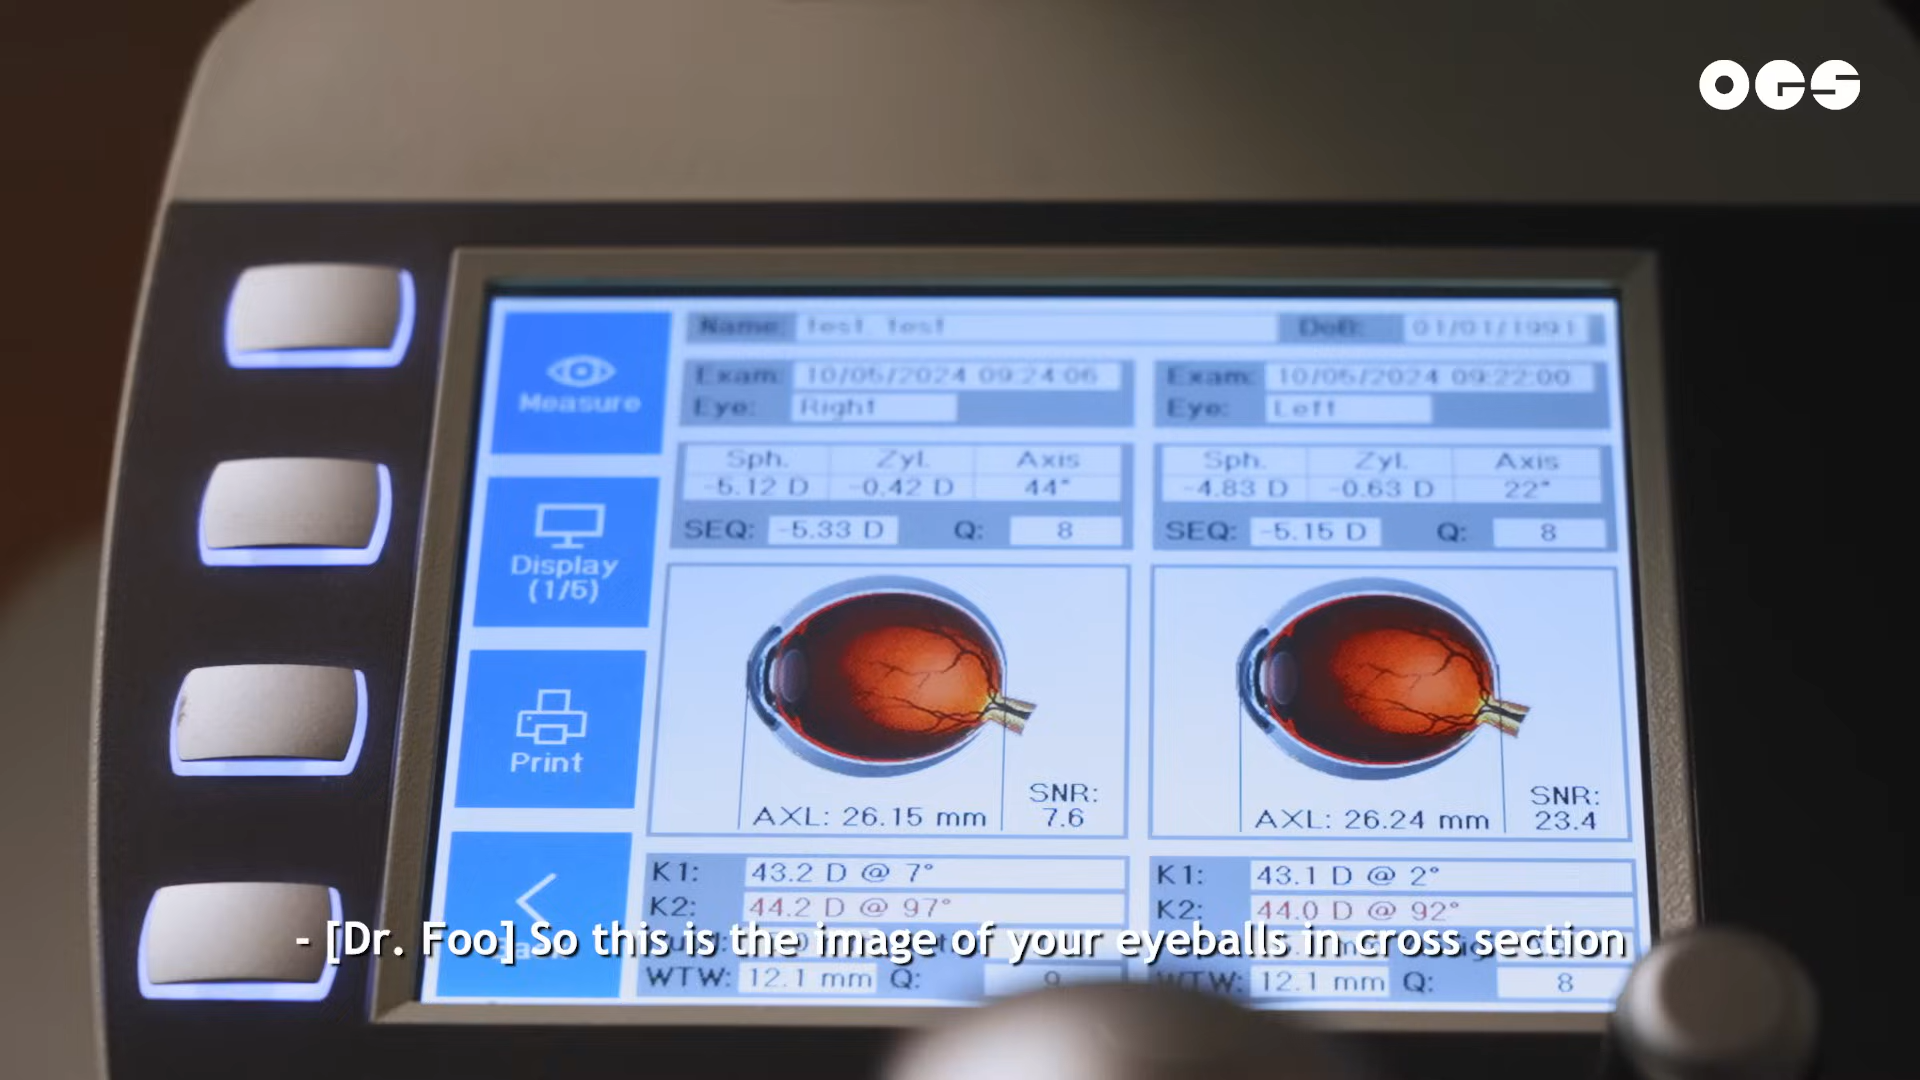 OGS
Name: test, test DoB: 01/01/1991
Measure
Exam: 10/05/2024 09:24:06 Exam: 10/05/2024 09:22:00
Eye: Right Eye: Left
Sph. Zyl. Axis Sph. Zyl. Axis
-5.12 D -0.42 D 44° -4.83 D -0.63 D 22°
SEQ: -5.33 D Q: 8 SEQ: -5.15 D Q: 8
Display
(1/5)
Print
SNR: SNR:
AXL: 26.15 mm 7.6 AXL: 26.24 mm 23.4
K1: 43.2 D @ 7° K1: 43.1 D @ 2°
K2: 44.2 D @ 97° K2: 44.0 D @ 92°
- [Dr. Foo] So this is the image of your eyeballs in cross section
WTW: 12.1 mm Q: 9 WTW: 12.1 mm Q: 8